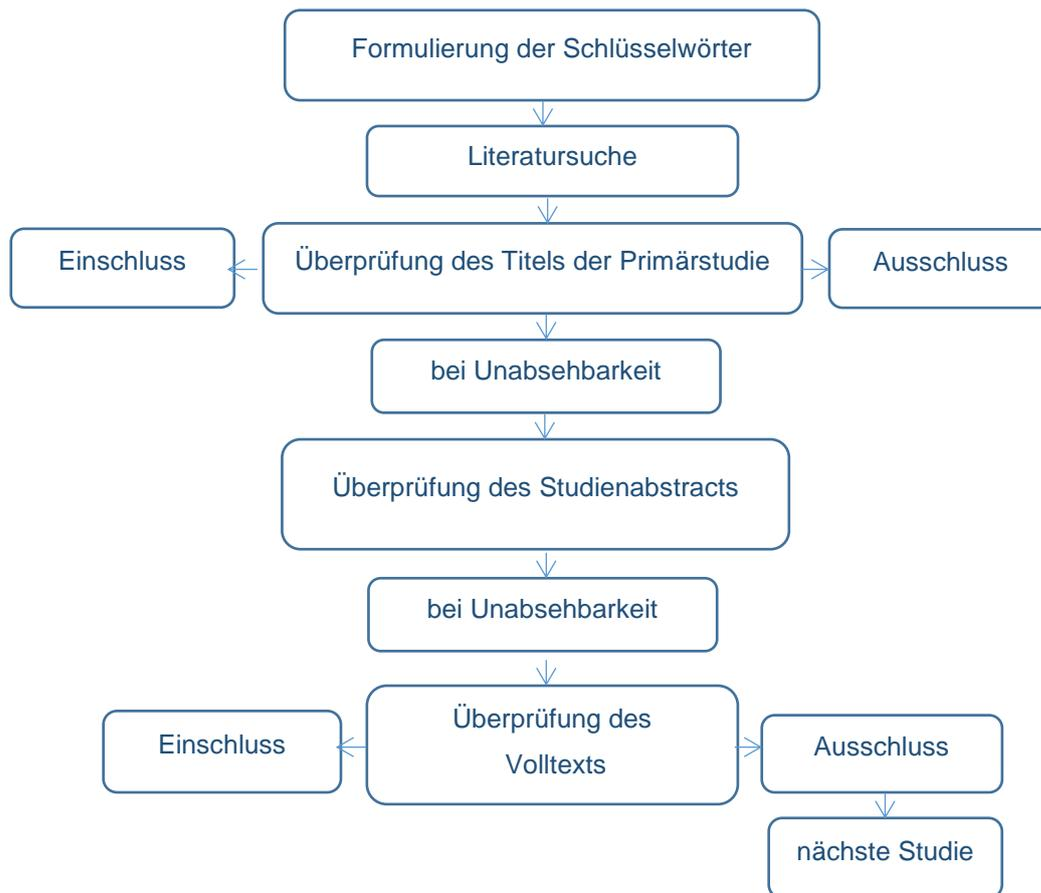 Formulierung der Schlüsselwörter
Literatursuche
Einschluss
Überprüfung des Titels der Primärstudie
Ausschluss
bei Unabsehbarkeit
Überprüfung des Studienabstracts
bei Unabsehbarkeit
Einschluss
Überprüfung des
Volltexts
Ausschluss
nächste Studie